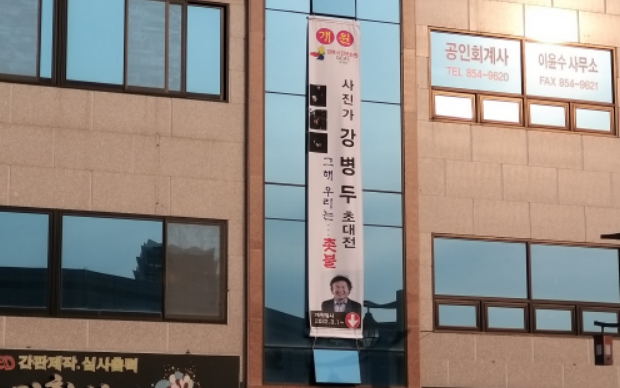 개원
사진가 강병두 초대전
그해 우리는... 촛불
공인회계사
TEL 854-9620
이윤수 사무소
FAX 854-9621
간판제작.실사출력